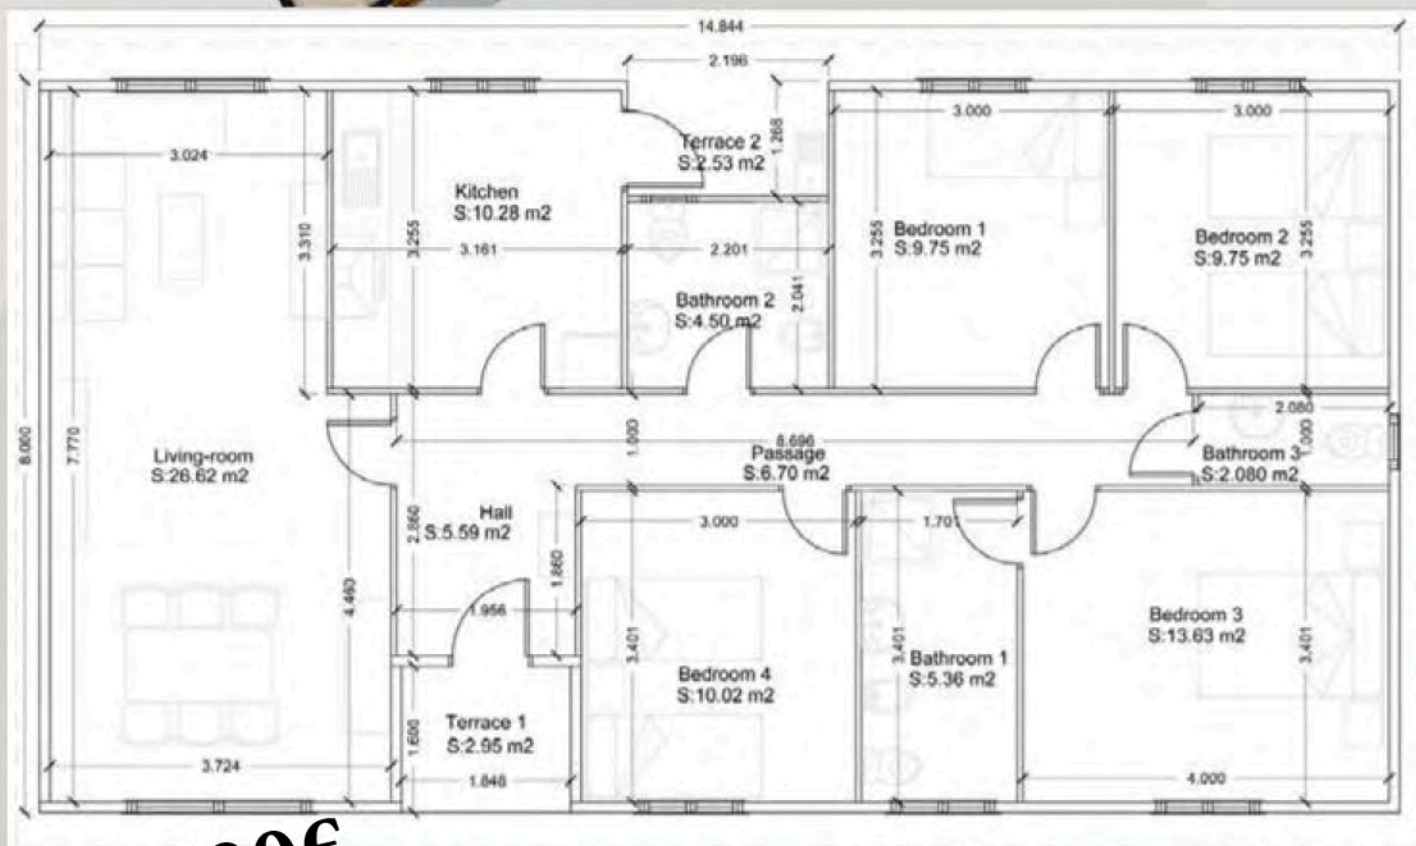 14.844
2.196
3.000
3.000
3.024
1.268
Terrace 2
S:2.53 m2
Kitchen
S:10.28 m2
3.310
3.255
3.161
2.201
3.255
Bedroom 1
S:9.75 m2
Bedroom 2
S:9.75 m2
3.255
Bathroom 2
S:4.50 m2
2.041
8.000
7.770
Living-room
S:26.62 m2
1.000
8.696
Passage
S:6.70 m2
2.080
1.000
Bathroom 3
S:2.080 m2
Hall
S:5.59 m2
2.860
1.860
3.000
1.701
4.460
1.956
3.401
Bedroom 4
S:10.02 m2
3.401
Bathroom 1
S:5.36 m2
Bedroom 3
S:13.63 m2
3.401
Terrace 1
S:2.95 m2
1.600
3.724
1.848
4.000